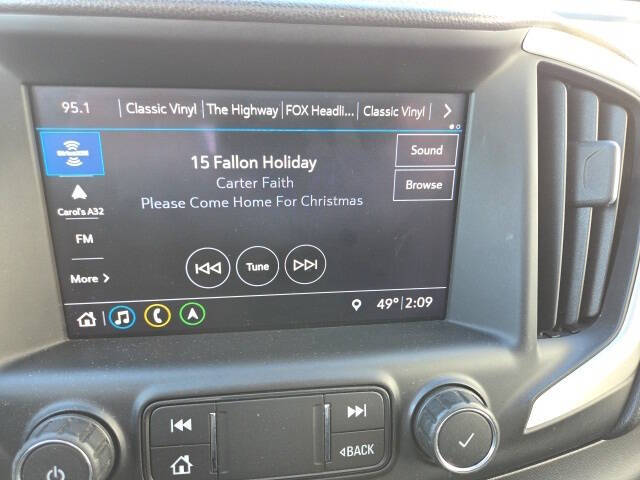 95.1 Classic Vinyl The Highway FOX Headli... Classic Vinyl
Sound
15 Fallon Holiday
Carter Faith
Browse
Please Come Home For Christmas
Carol's A32
FM
Tune
More
49° 2:09
BACK